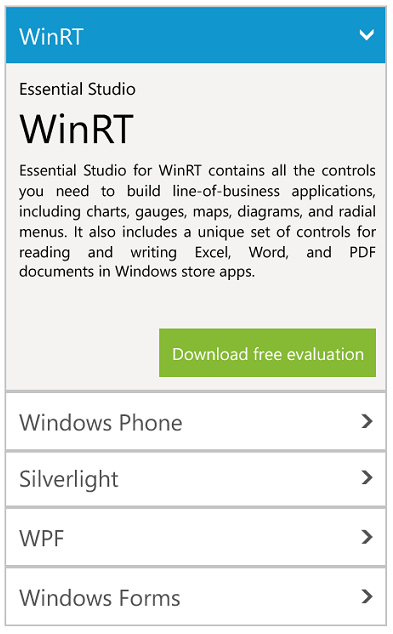 WinRT
Essential Studio
WinRT
Essential Studio for WinRT contains all the controls
you need to build line-of-business applications,
including charts, gauges, maps, diagrams, and radial
menus. It also includes a unique set of controls for
reading and writing Excel, Word, and PDF
documents in Windows store apps.
Download free evaluation
Windows Phone
Silverlight
WPF
Windows Forms